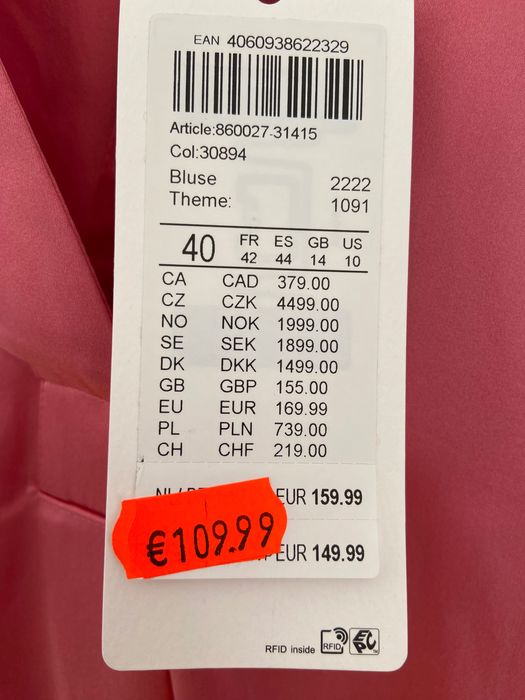 EAN 4060938622329
Article:860027-31415
Col:30894
Bluse 2222
Theme: 1091
40 FR 42 ES 44 GB 14 US 10
CA CAD 379.00
CZ CZK 4499.00
NO NOK 1999.00
SE SEK 1899.00
DK DKK 1499.00
GB GBP 155.00
EU EUR 169.99
PL PLN 739.00
CH CHF 219.00
EUR 159.99
€109.99
EUR 149.99
RFID inside RFID EPC